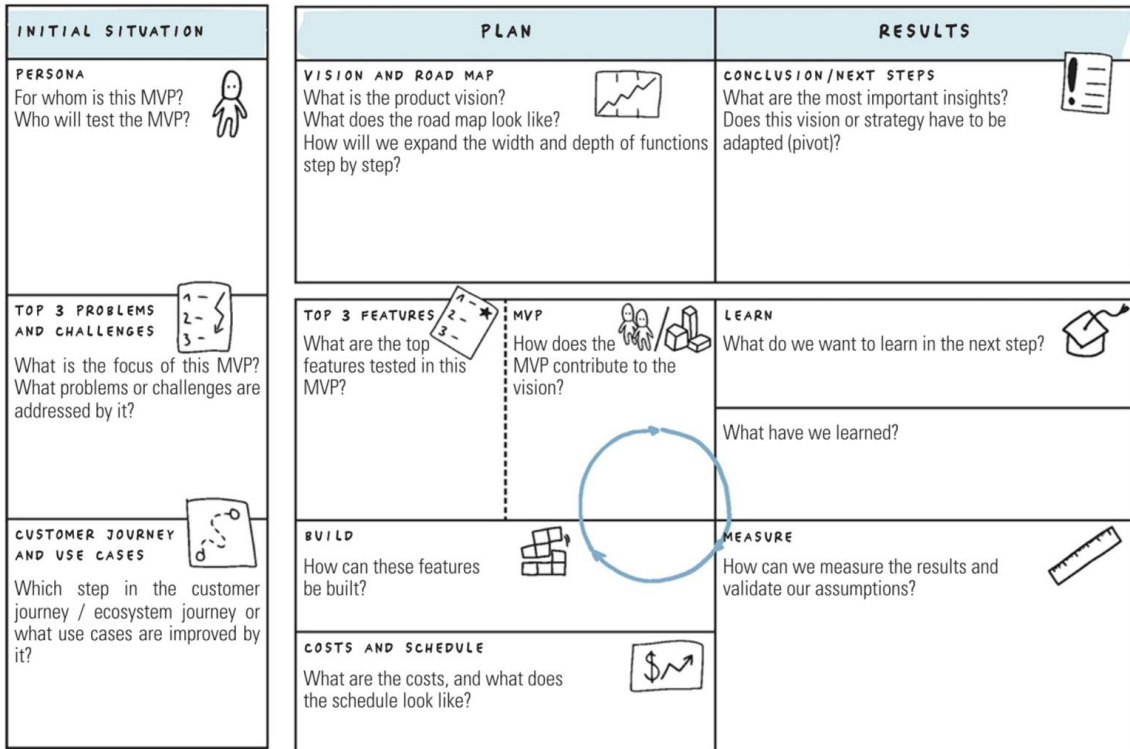 INITIAL SITUATION
PERSONA
For whom is this MVP?
Who will test the MVP?
TOP 3 PROBLEMS
AND CHALLENGES
1
2
3
What is the focus of this MVP?
What problems or challenges are
addressed by it?
CUSTOMER JOURNEY
AND USE CASES
Which step in the customer
journey / ecosystem journey or
what use cases are improved by
it?
PLAN
VISION AND ROAD MAP
What is the product vision?
What does the road map look like?
How will we expand the width and depth of functions
step by step?
TOP 3 FEATURES
1
2
3
What are the top
features tested in this
MVP?
MVP
How does the
MVP contribute to the
vision?
BUILD
How can these features
be built?
COSTS AND SCHEDULE
$
What are the costs, and what does
the schedule look like?
RESULTS
CONCLUSION/NEXT STEPS
!
What are the most important insights?
Does this vision or strategy have to be
adapted (pivot)?
LEARN
What do we want to learn in the next step?
What have we learned?
MEASURE
How can we measure the results and
validate our assumptions?